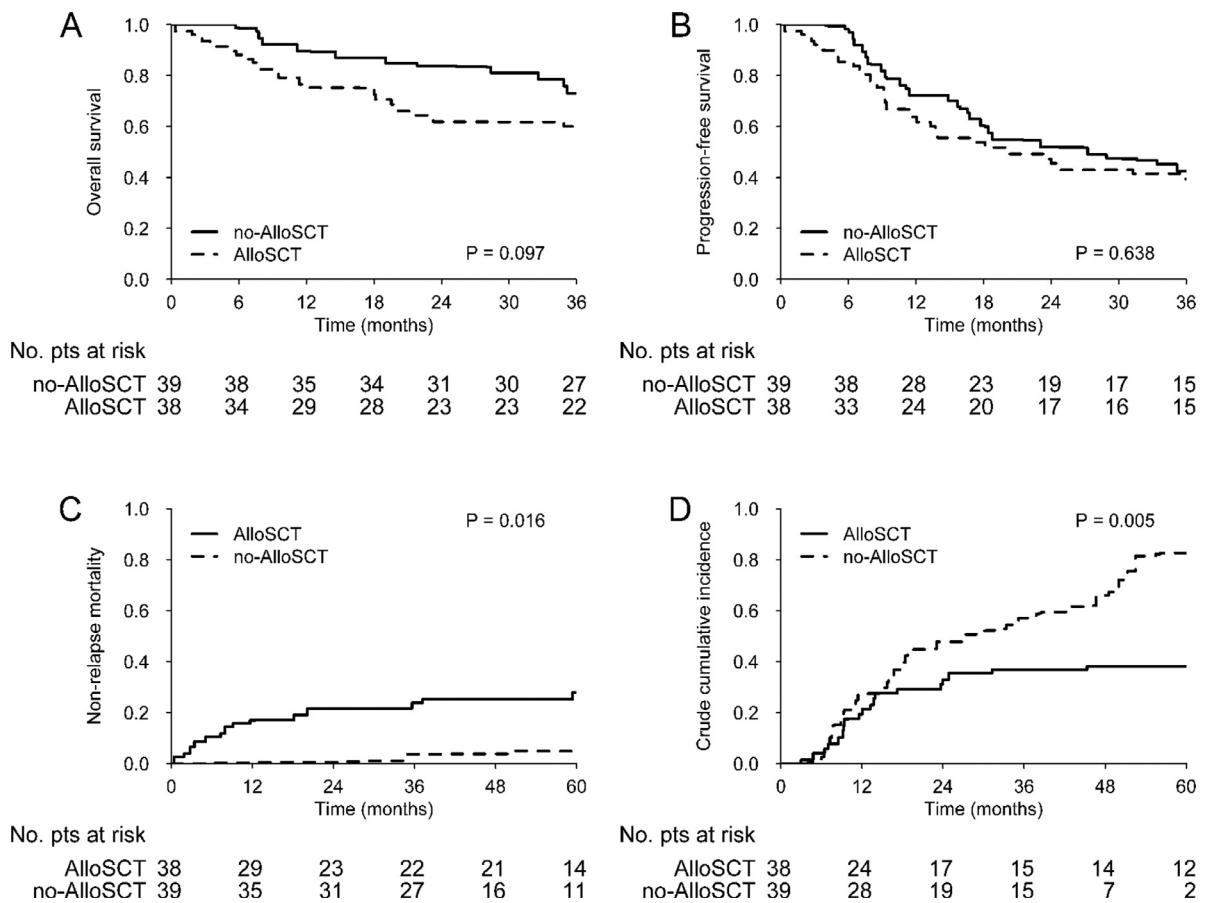 A
Overall survival
1.0
0.8
0.6
0.4
0.2
0.0
no-AlloSCT
AlloSCT
P = 0.097
0 6 12 18 24 30 36
Time (months)
No. pts at risk
no-AlloSCT 39 38 35 34 31 30 27
AlloSCT 38 34 29 28 23 23 22
B
Progression-free survival
1.0
0.8
0.6
0.4
0.2
0.0
no-AlloSCT
AlloSCT
P = 0.638
0 6 12 18 24 30 36
Time (months)
No. pts at risk
no-AlloSCT 39 38 28 23 19 17 15
AlloSCT 38 33 24 20 17 16 15
C
Non-relapse mortality
1.0
0.8
0.6
0.4
0.2
0.0
P = 0.016
AlloSCT
no-AlloSCT
0 12 24 36 48 60
Time (months)
No. pts at risk
AlloSCT 38 29 23 22 21 14
no-AlloSCT 39 35 31 27 16 11
D
Crude cumulative incidence
1.0
0.8
0.6
0.4
0.2
0.0
P = 0.005
AlloSCT
no-AlloSCT
0 12 24 36 48 60
Time (months)
No. pts at risk
AlloSCT 38 24 17 15 14 12
no-AlloSCT 39 28 19 15 7 2